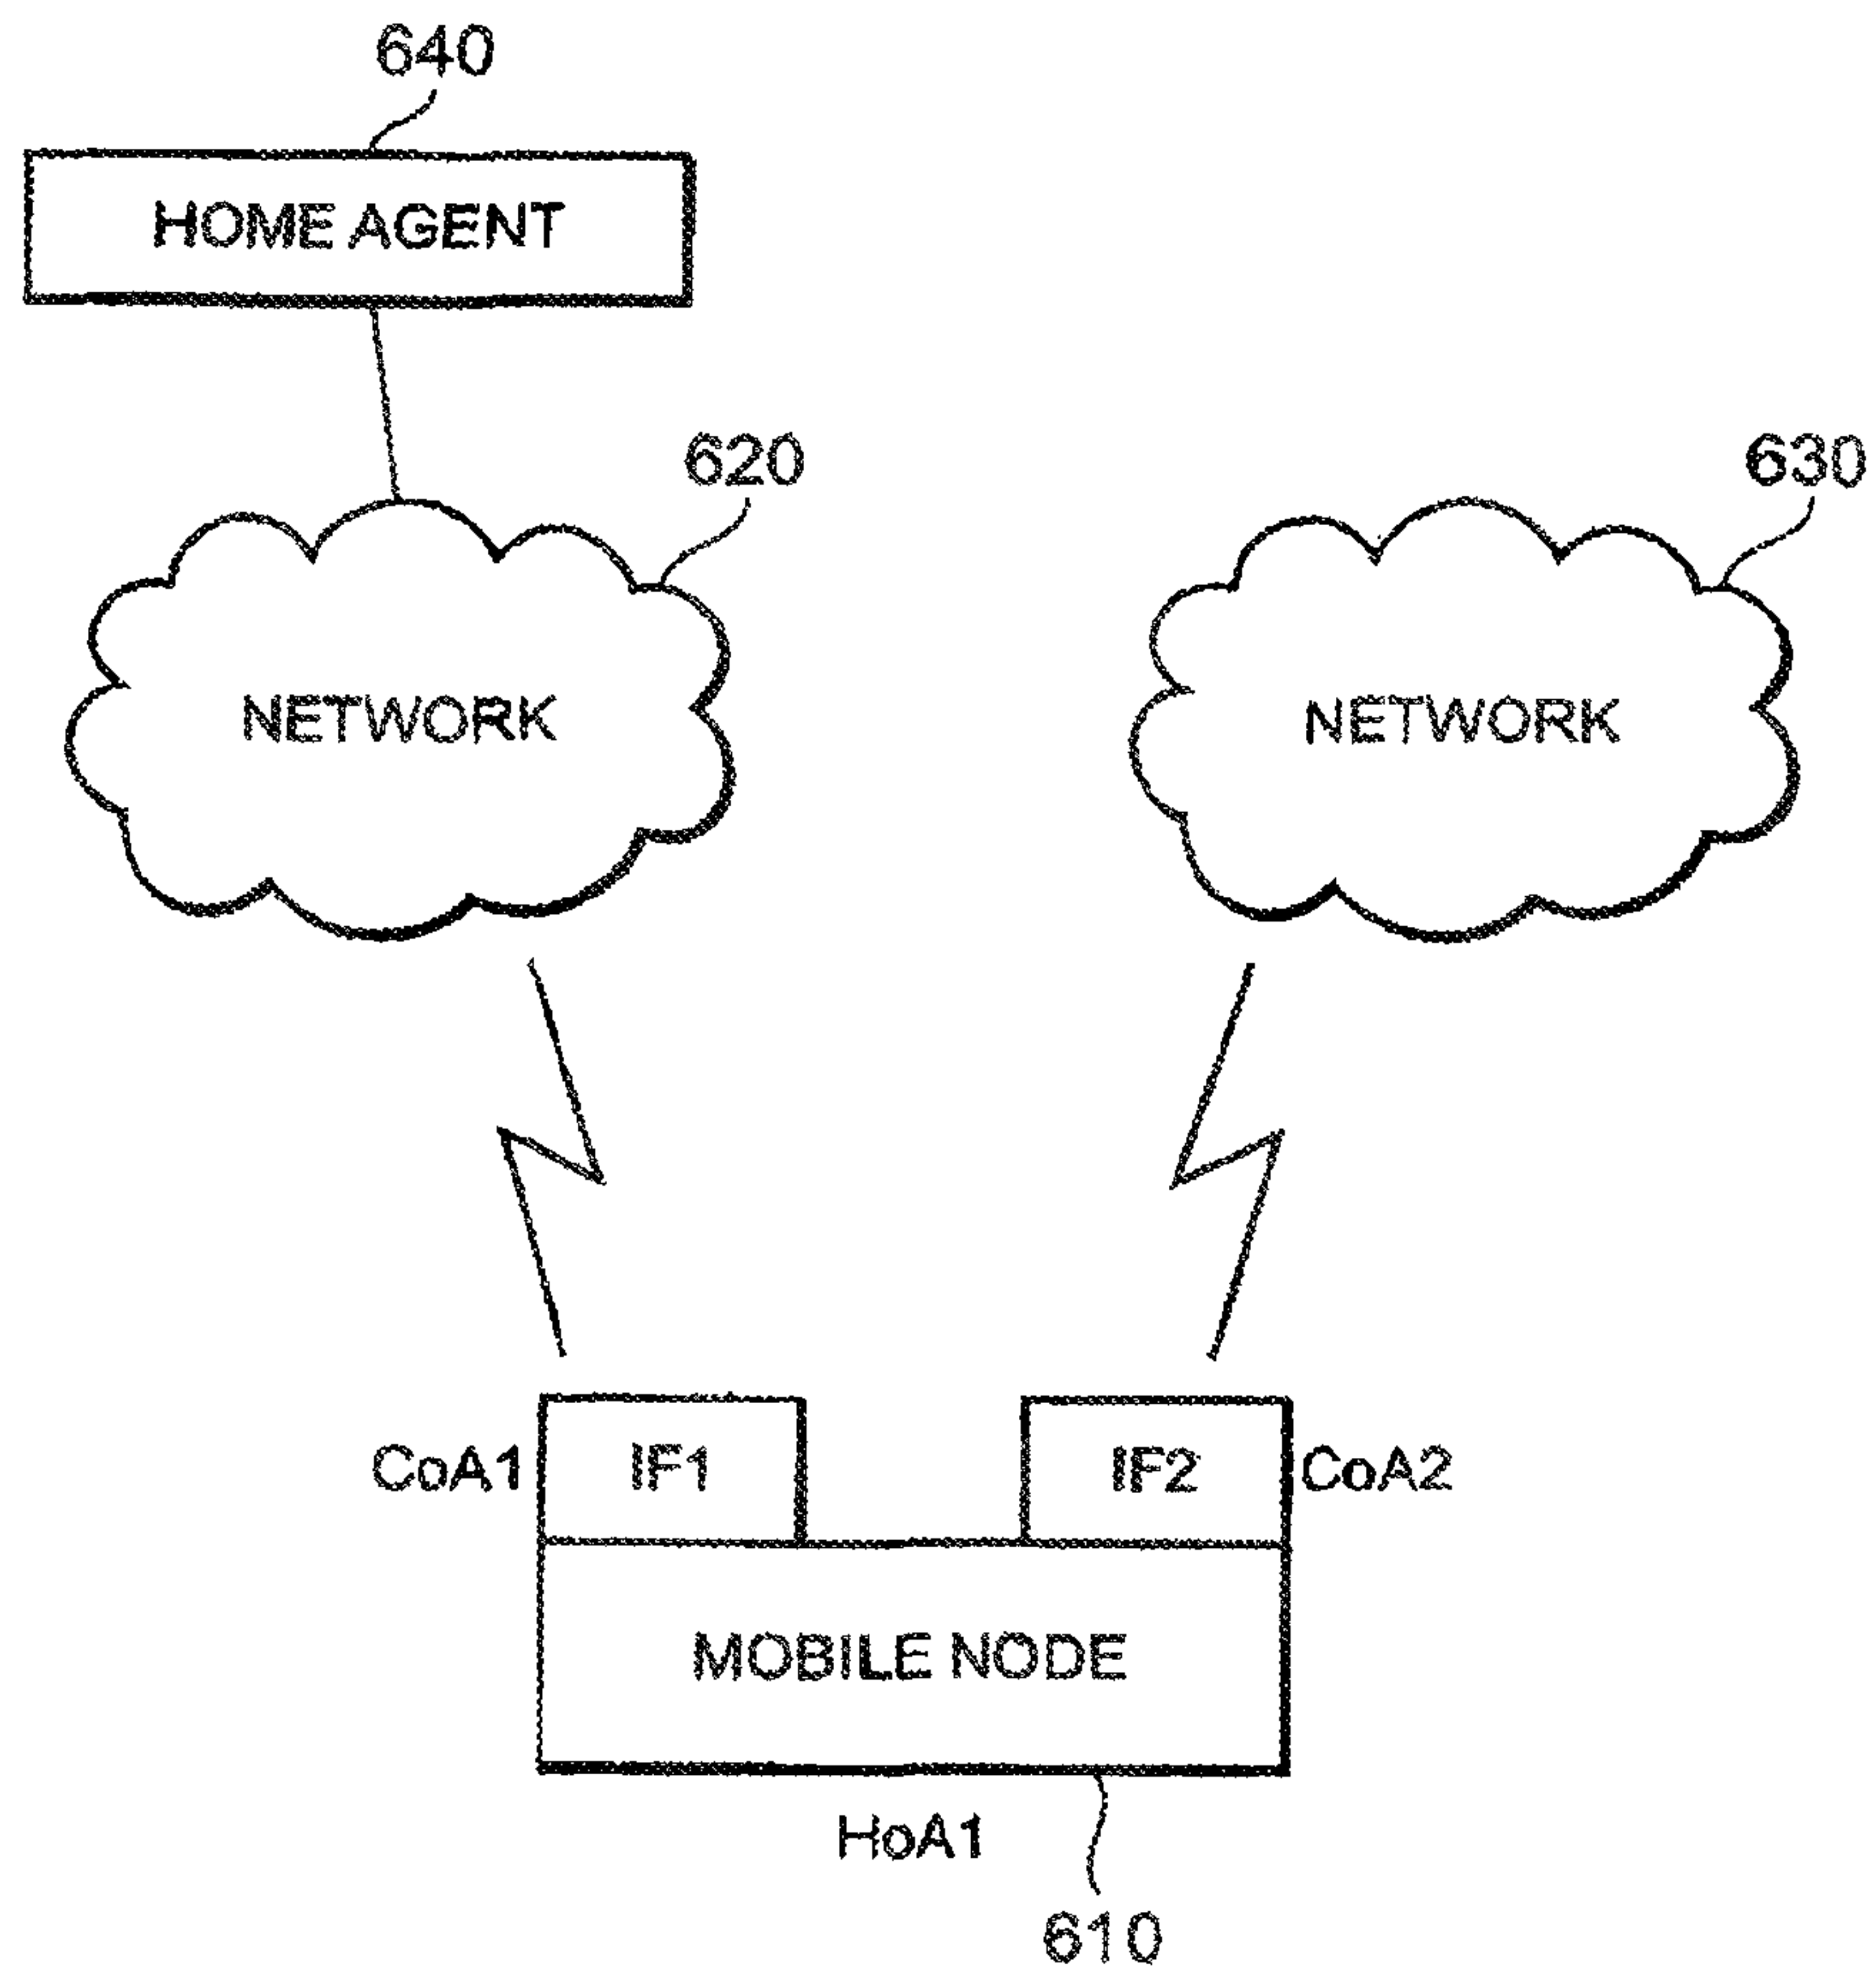 640
HOME AGENT
620
630
NETWORK
NETWORK
CoA1
IF1
IF2
CoA2
MOBILE NODE
HoA1
610